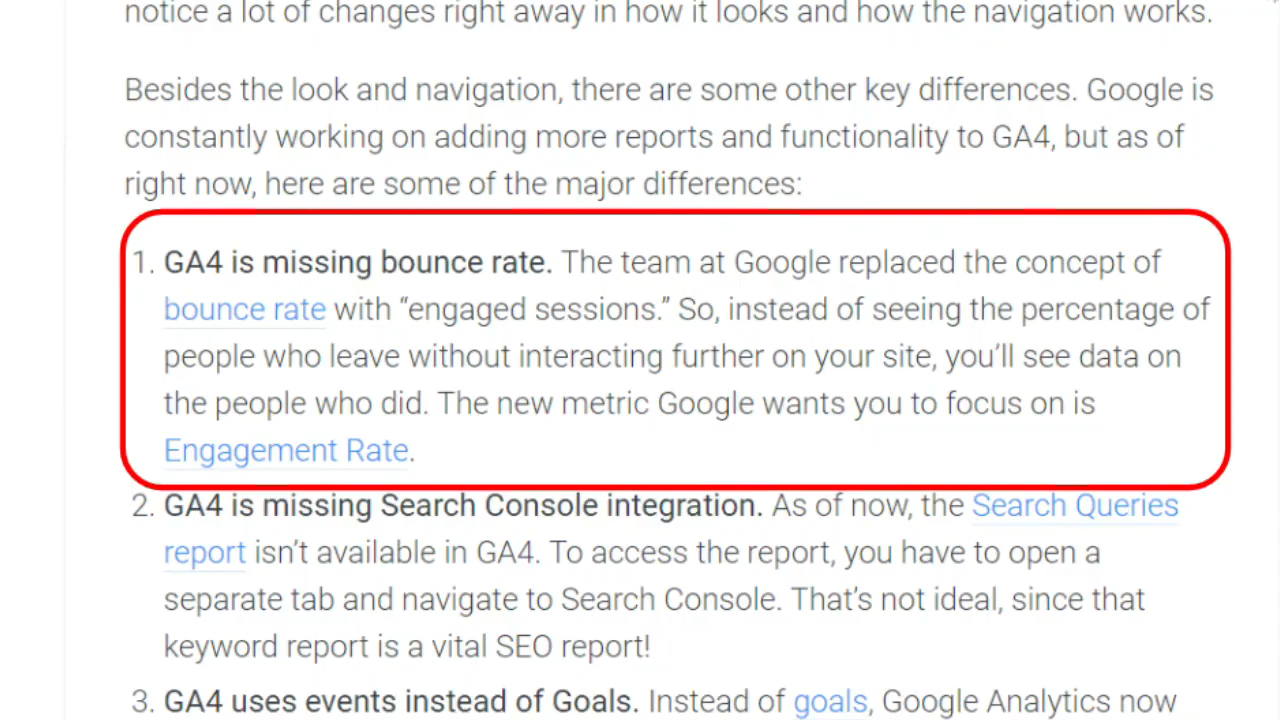 notice a lot of changes right away in how it looks and how the navigation works.
Besides the look and navigation, there are some other key differences. Google is
constantly working on adding more reports and functionality to GA4, but as of
right now, here are some of the major differences:
1. GA4 is missing bounce rate. The team at Google replaced the concept of
bounce rate with “engaged sessions.” So, instead of seeing the percentage of
people who leave without interacting further on your site, you’ll see data on
the people who did. The new metric Google wants you to focus on is
Engagement Rate.
2. GA4 is missing Search Console integration. As of now, the Search Queries
report isn’t available in GA4. To access the report, you have to open a
separate tab and navigate to Search Console. That’s not ideal, since that
keyword report is a vital SEO report!
3. GA4 uses events instead of Goals. Instead of goals, Google Analytics now